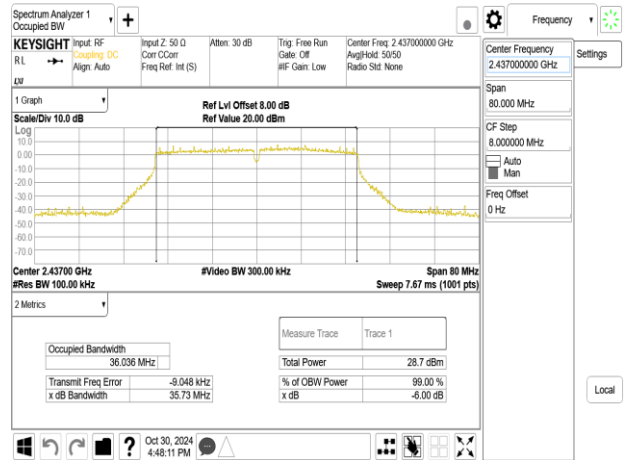 Spectrum Analyzer 1
Occupied BW
Frequency
KEYSIGHT
RL
LXI
Input: RF
Coupling: DC
Align: Auto
Input Z: 50 Ω
Corr CCorr
Freq Ref: Int (S)
Atten: 30 dB
Trig: Free Run
Gate: Off
#IF Gain: Low
Center Freq: 2.437000000 GHz
Avg|Hold: 50/50
Radio Std: None
Center Frequency
2.437000000 GHz
Settings
Span
80.000 MHz
CF Step
8.000000 MHz
Auto
Man
Freq Offset
0 Hz
Local
1 Graph
Scale/Div 10.0 dB
Ref Lvl Offset 8.00 dB
Ref Value 20.00 dBm
Log
10.0
0.00
-10.0
-20.0
-30.0
-40.0
-50.0
-60.0
-70.0
Center 2.43700 GHz
#Res BW 100.00 kHz
#Video BW 300.00 kHz
Span 80 MHz
Sweep 7.67 ms (1001 pts)
2 Metrics
Measure Trace Trace 1
Occupied Bandwidth
36.036 MHz
Total Power 28.7 dBm
Transmit Freq Error -9.048 kHz
% of OBW Power 99.00 %
x dB Bandwidth 35.73 MHz
x dB -6.00 dB
?
Oct 30, 2024
4:48:11 PM